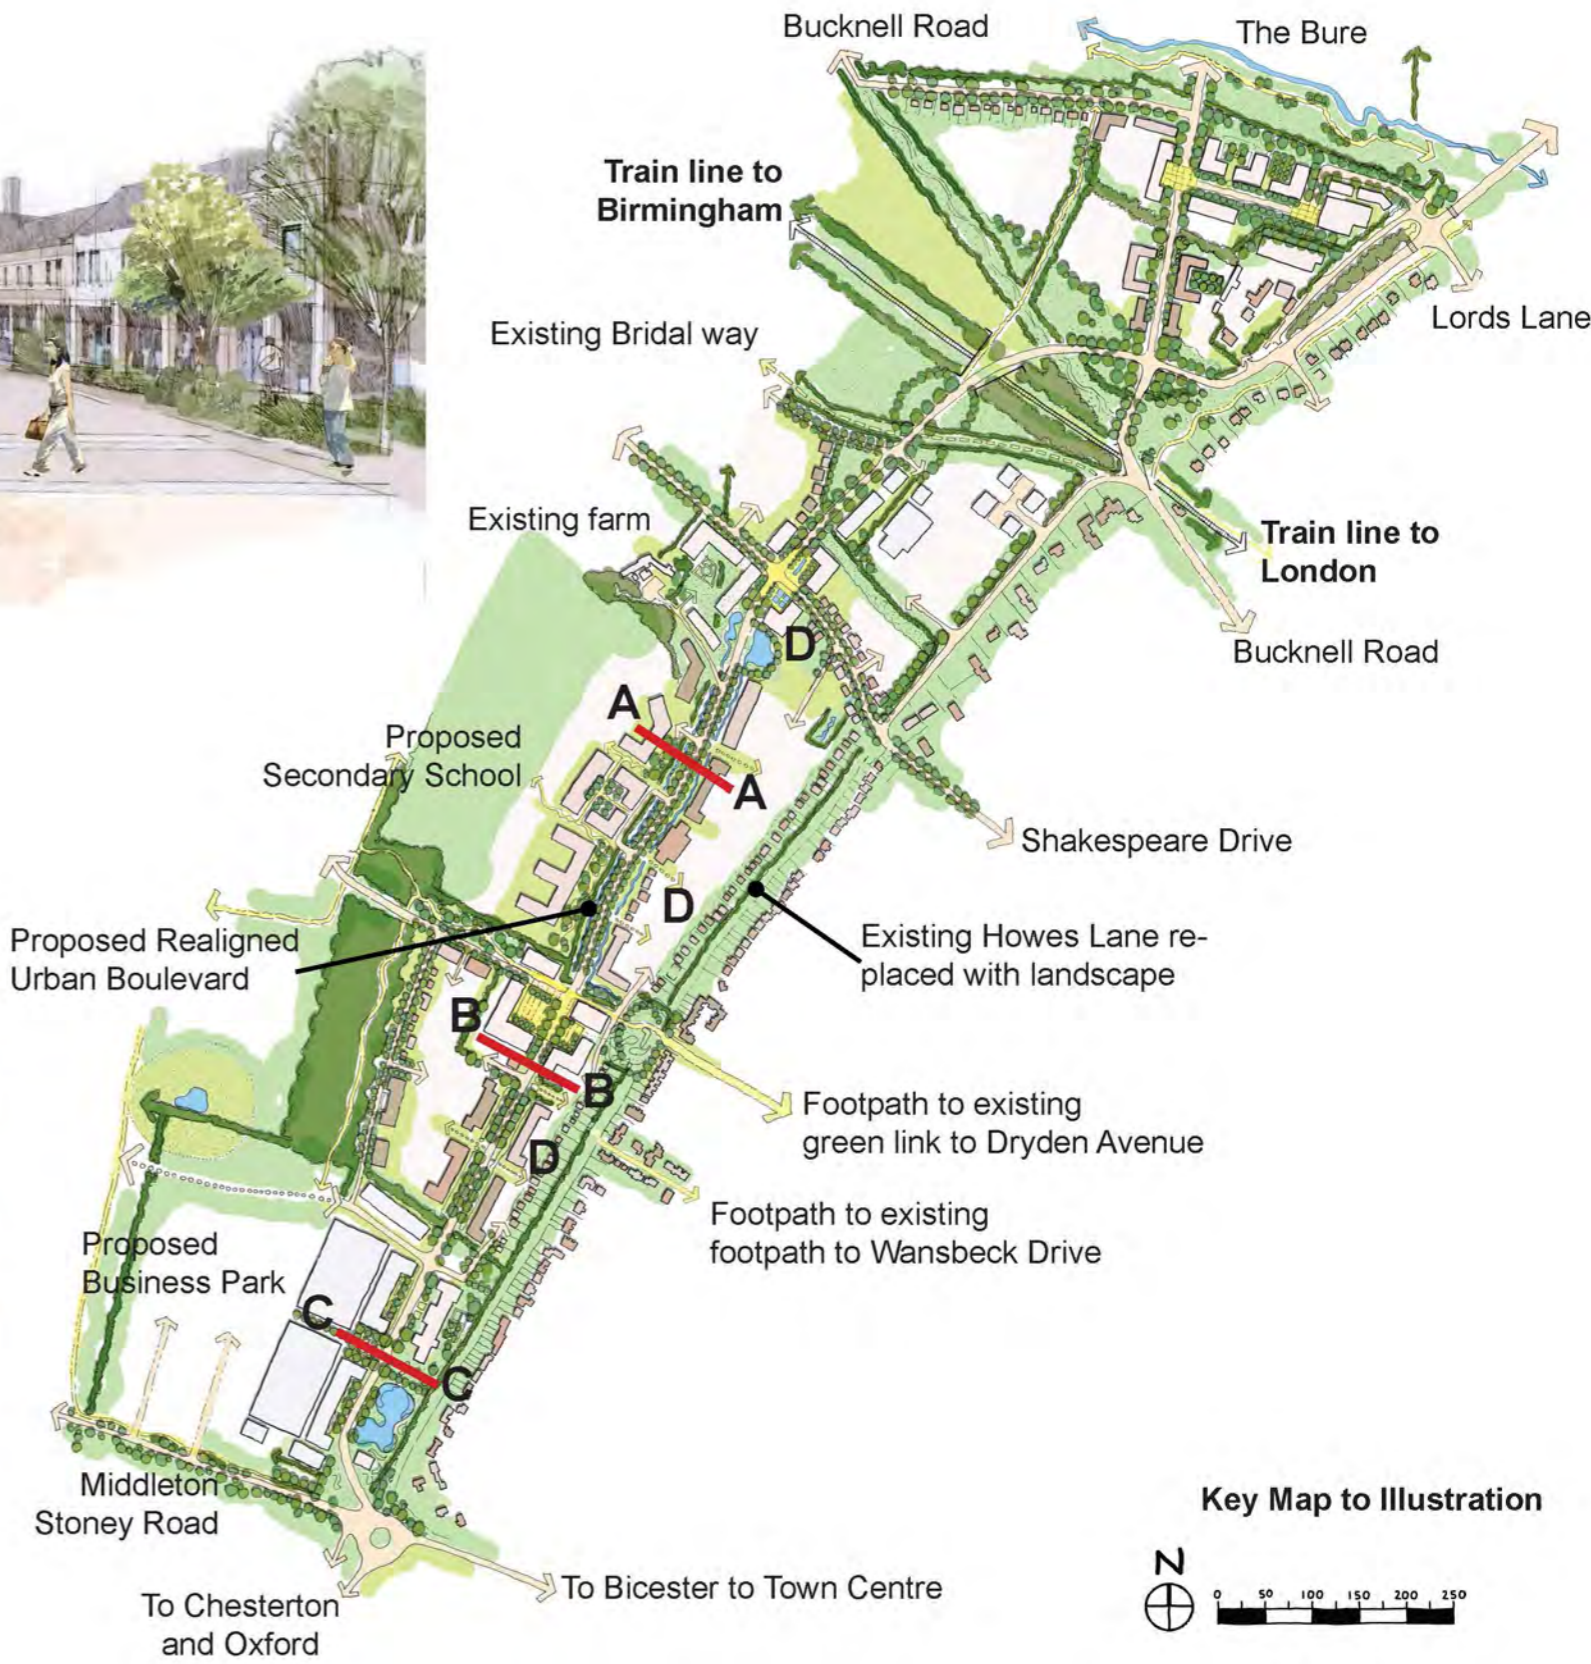 Bucknell Road
The Bure
Train line to
Birmingham
Lords Lane
Existing Bridal way
Existing farm
Train line to
London
Bucknell Road
D
A
Proposed
Secondary School
A
Shakespeare Drive
D
Proposed Realigned
Urban Boulevard
Existing Howes Lane re-
placed with landscape
B
B
Footpath to existing
green link to Dryden Avenue
D
Footpath to existing
footpath to Wansbeck Drive
Proposed
Business Park
C
C
Middleton
Stoney Road
Key Map to Illustration
N
0 50 100 150 200 250
To Bicester to Town Centre
To Chesterton
and Oxford